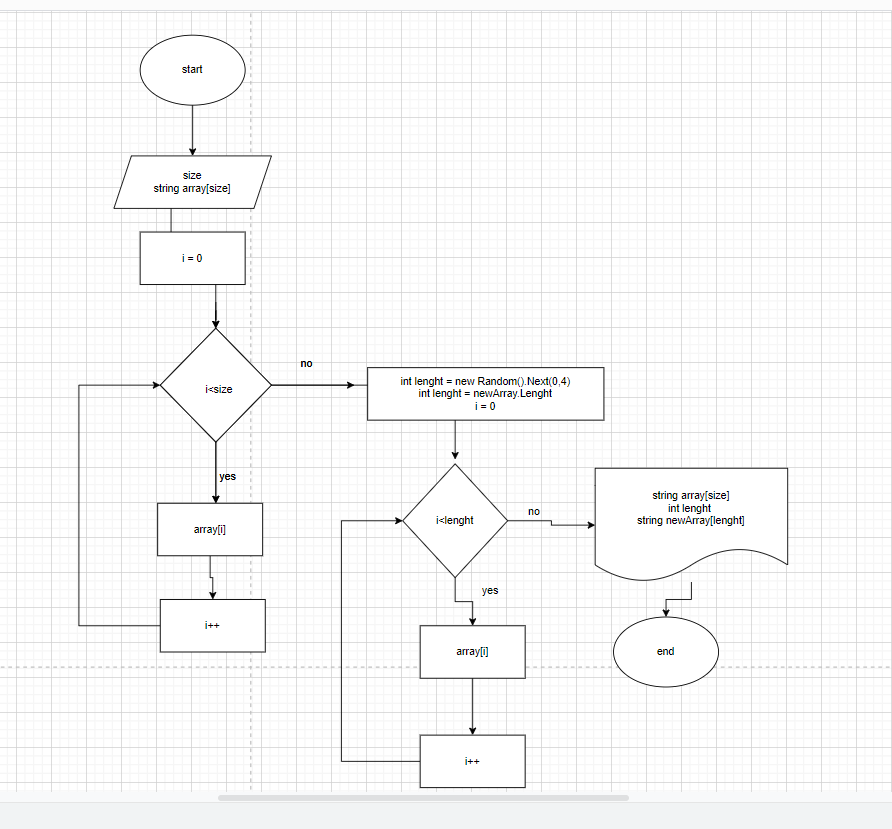 start
size
string array[size]
i = 0
i<size
no
yes
array[i]
i++
int lenght = new Random().Next(0,4)
int lenght = newArray.Lenght
i = 0
i<lenght
no
yes
array[i]
i++
string array[size]
int lenght
string newArray[lenght]
end